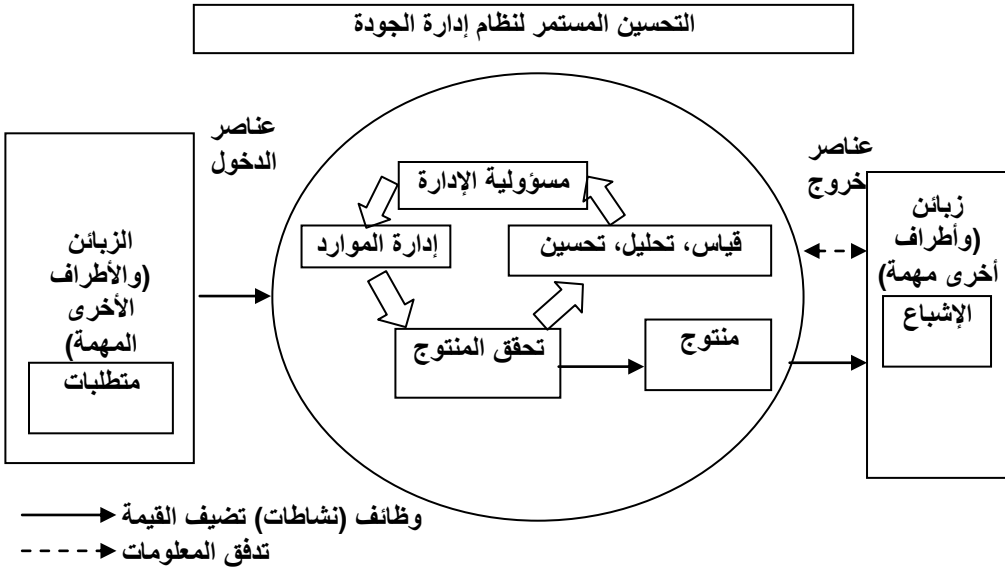 التحسين المستمر لنظام إدارة الجودة
عناصر
الدخول
عناصر
خروج
الزبائن
(والأطراف
الأخرى
المهمة)
متطلبات
مسؤولية الإدارة
إدارة الموارد
قياس، تحليل، تحسين
تحقق المنتوج
منتوج
زبائن
(وأطراف
أخرى مهمة)
الإشباع
وظائف (نشاطات) تضيف القيمة
تدفق المعلومات